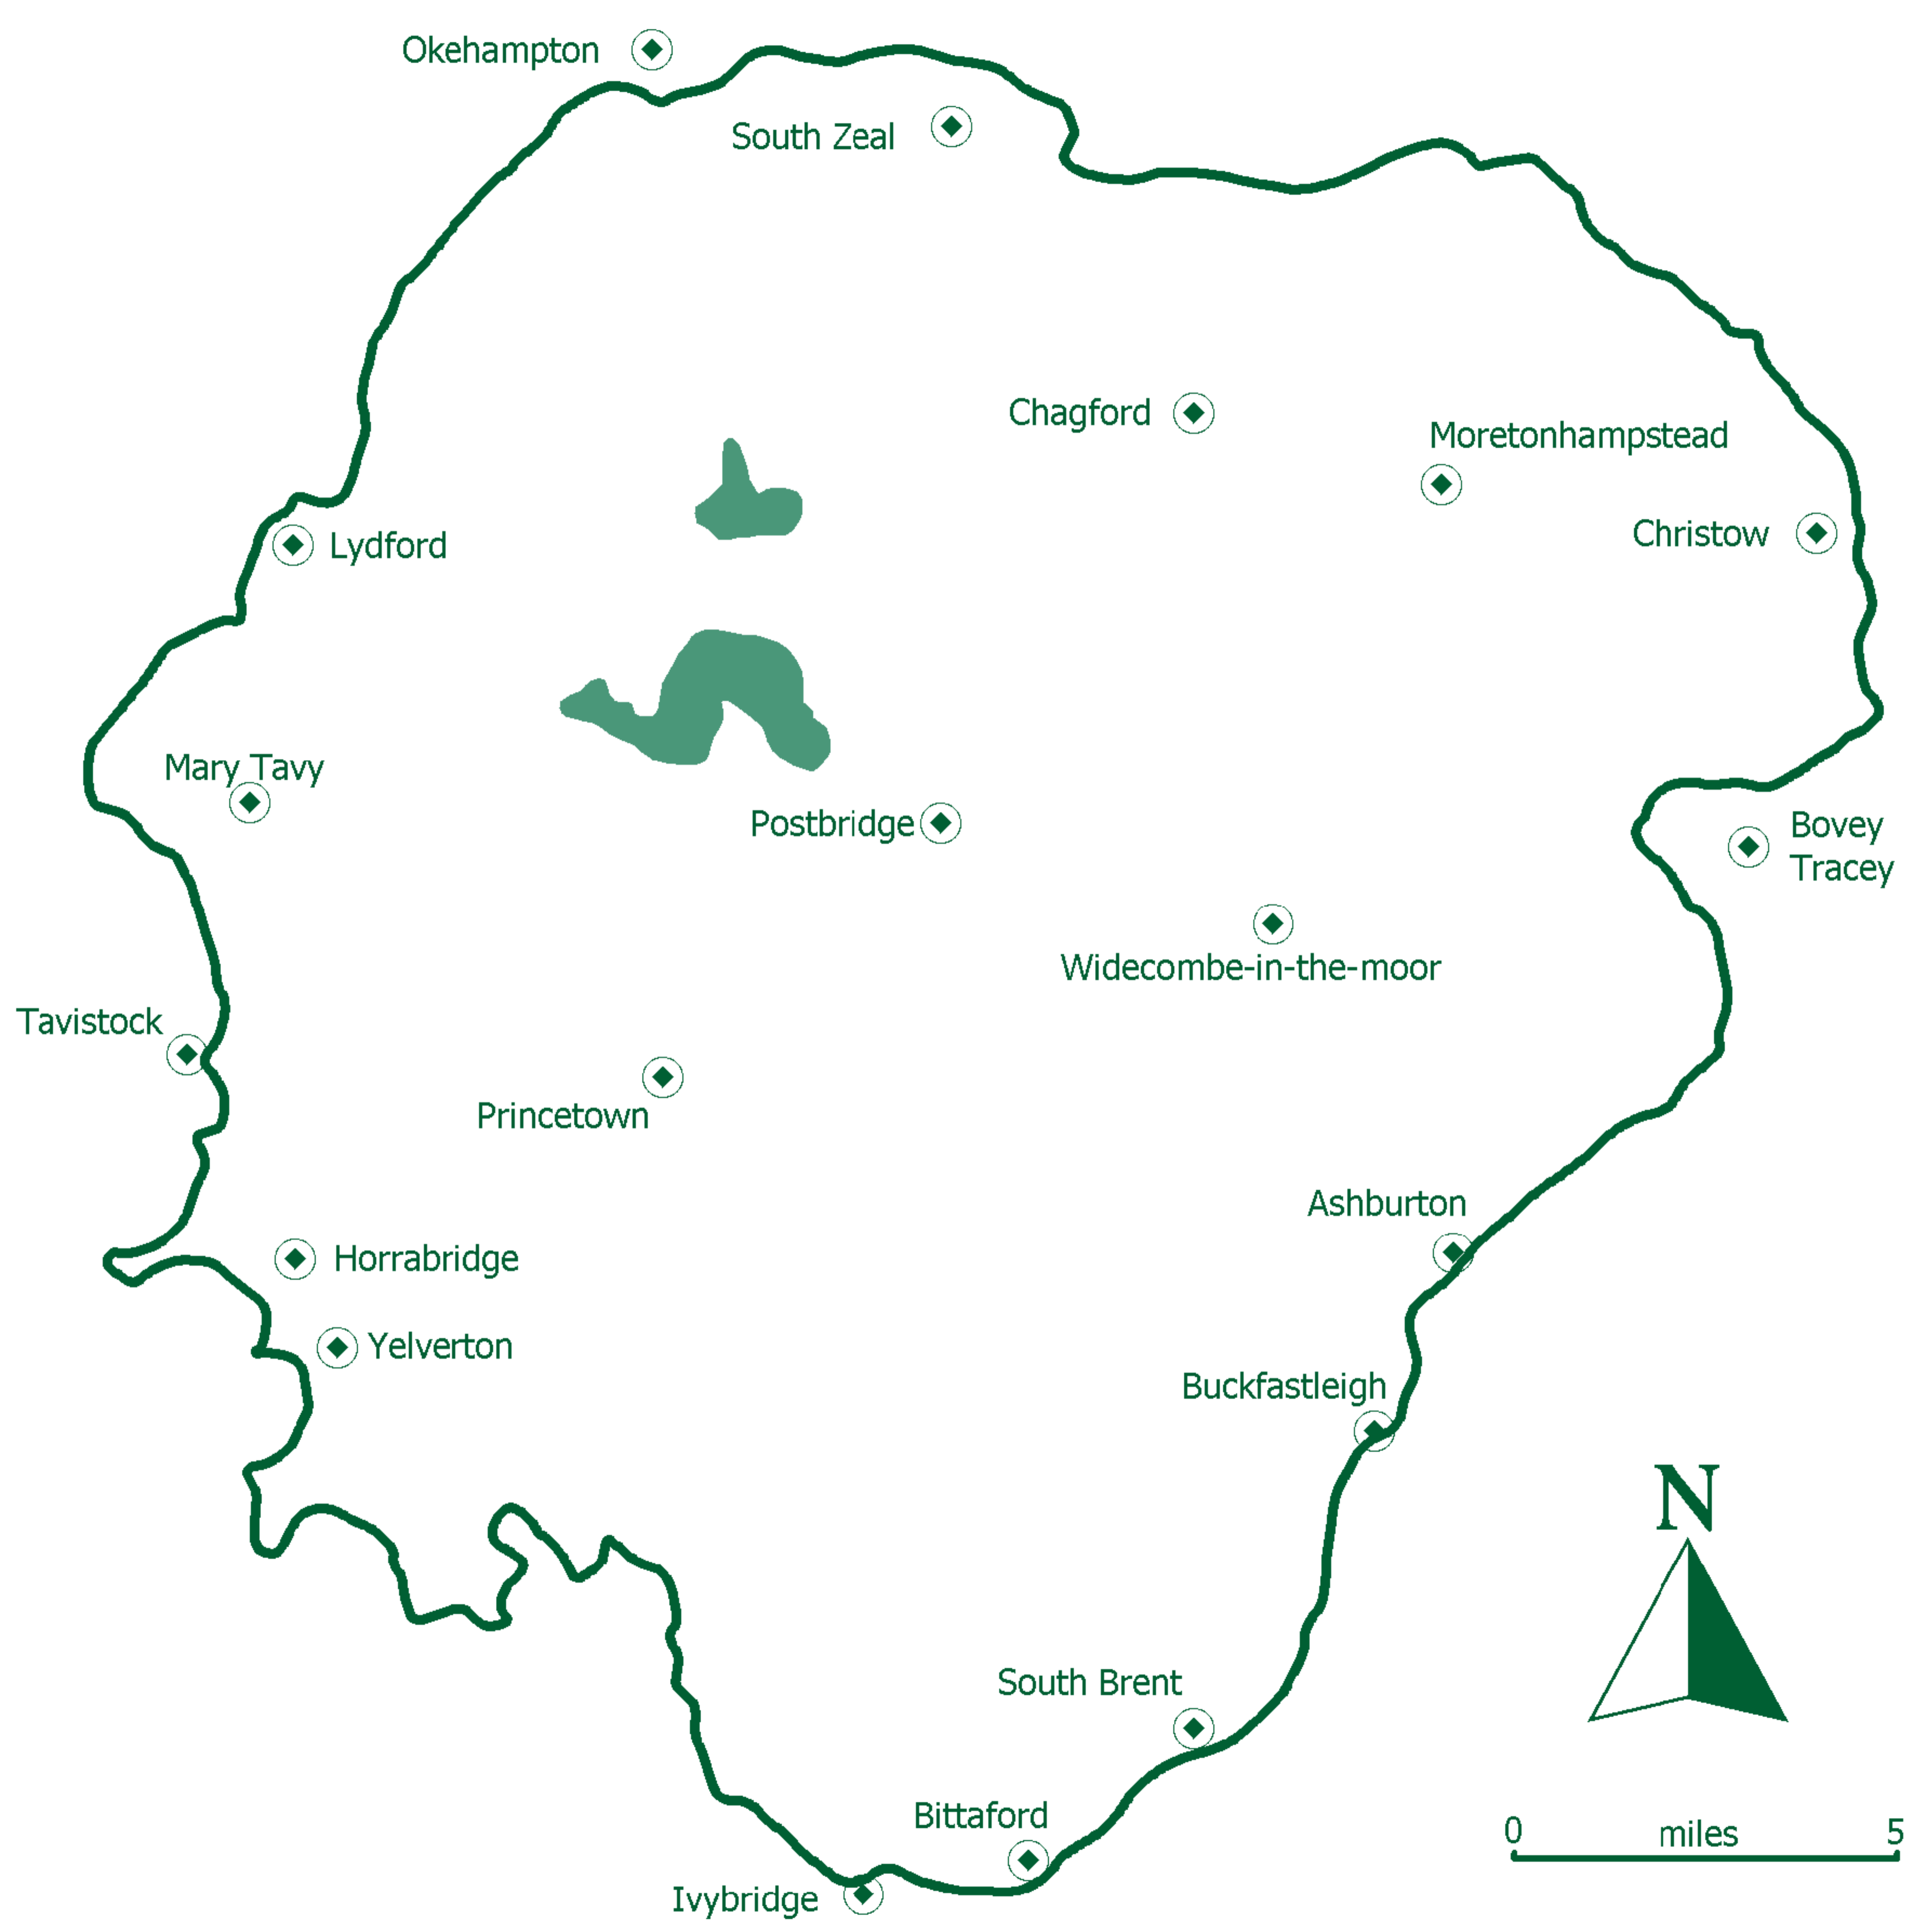 Okehampton
South Zeal
Chagford
Moretonhampstead
Christow
Lydford
Mary Tavy
Postbridge
Bovey
Tracey
Widecombe-in-the-moor
Tavistock
Princetown
Ashburton
Horrabridge
Yelverton
Buckfastleigh
N
South Brent
Bittaford
0 miles 5
Ivybridge